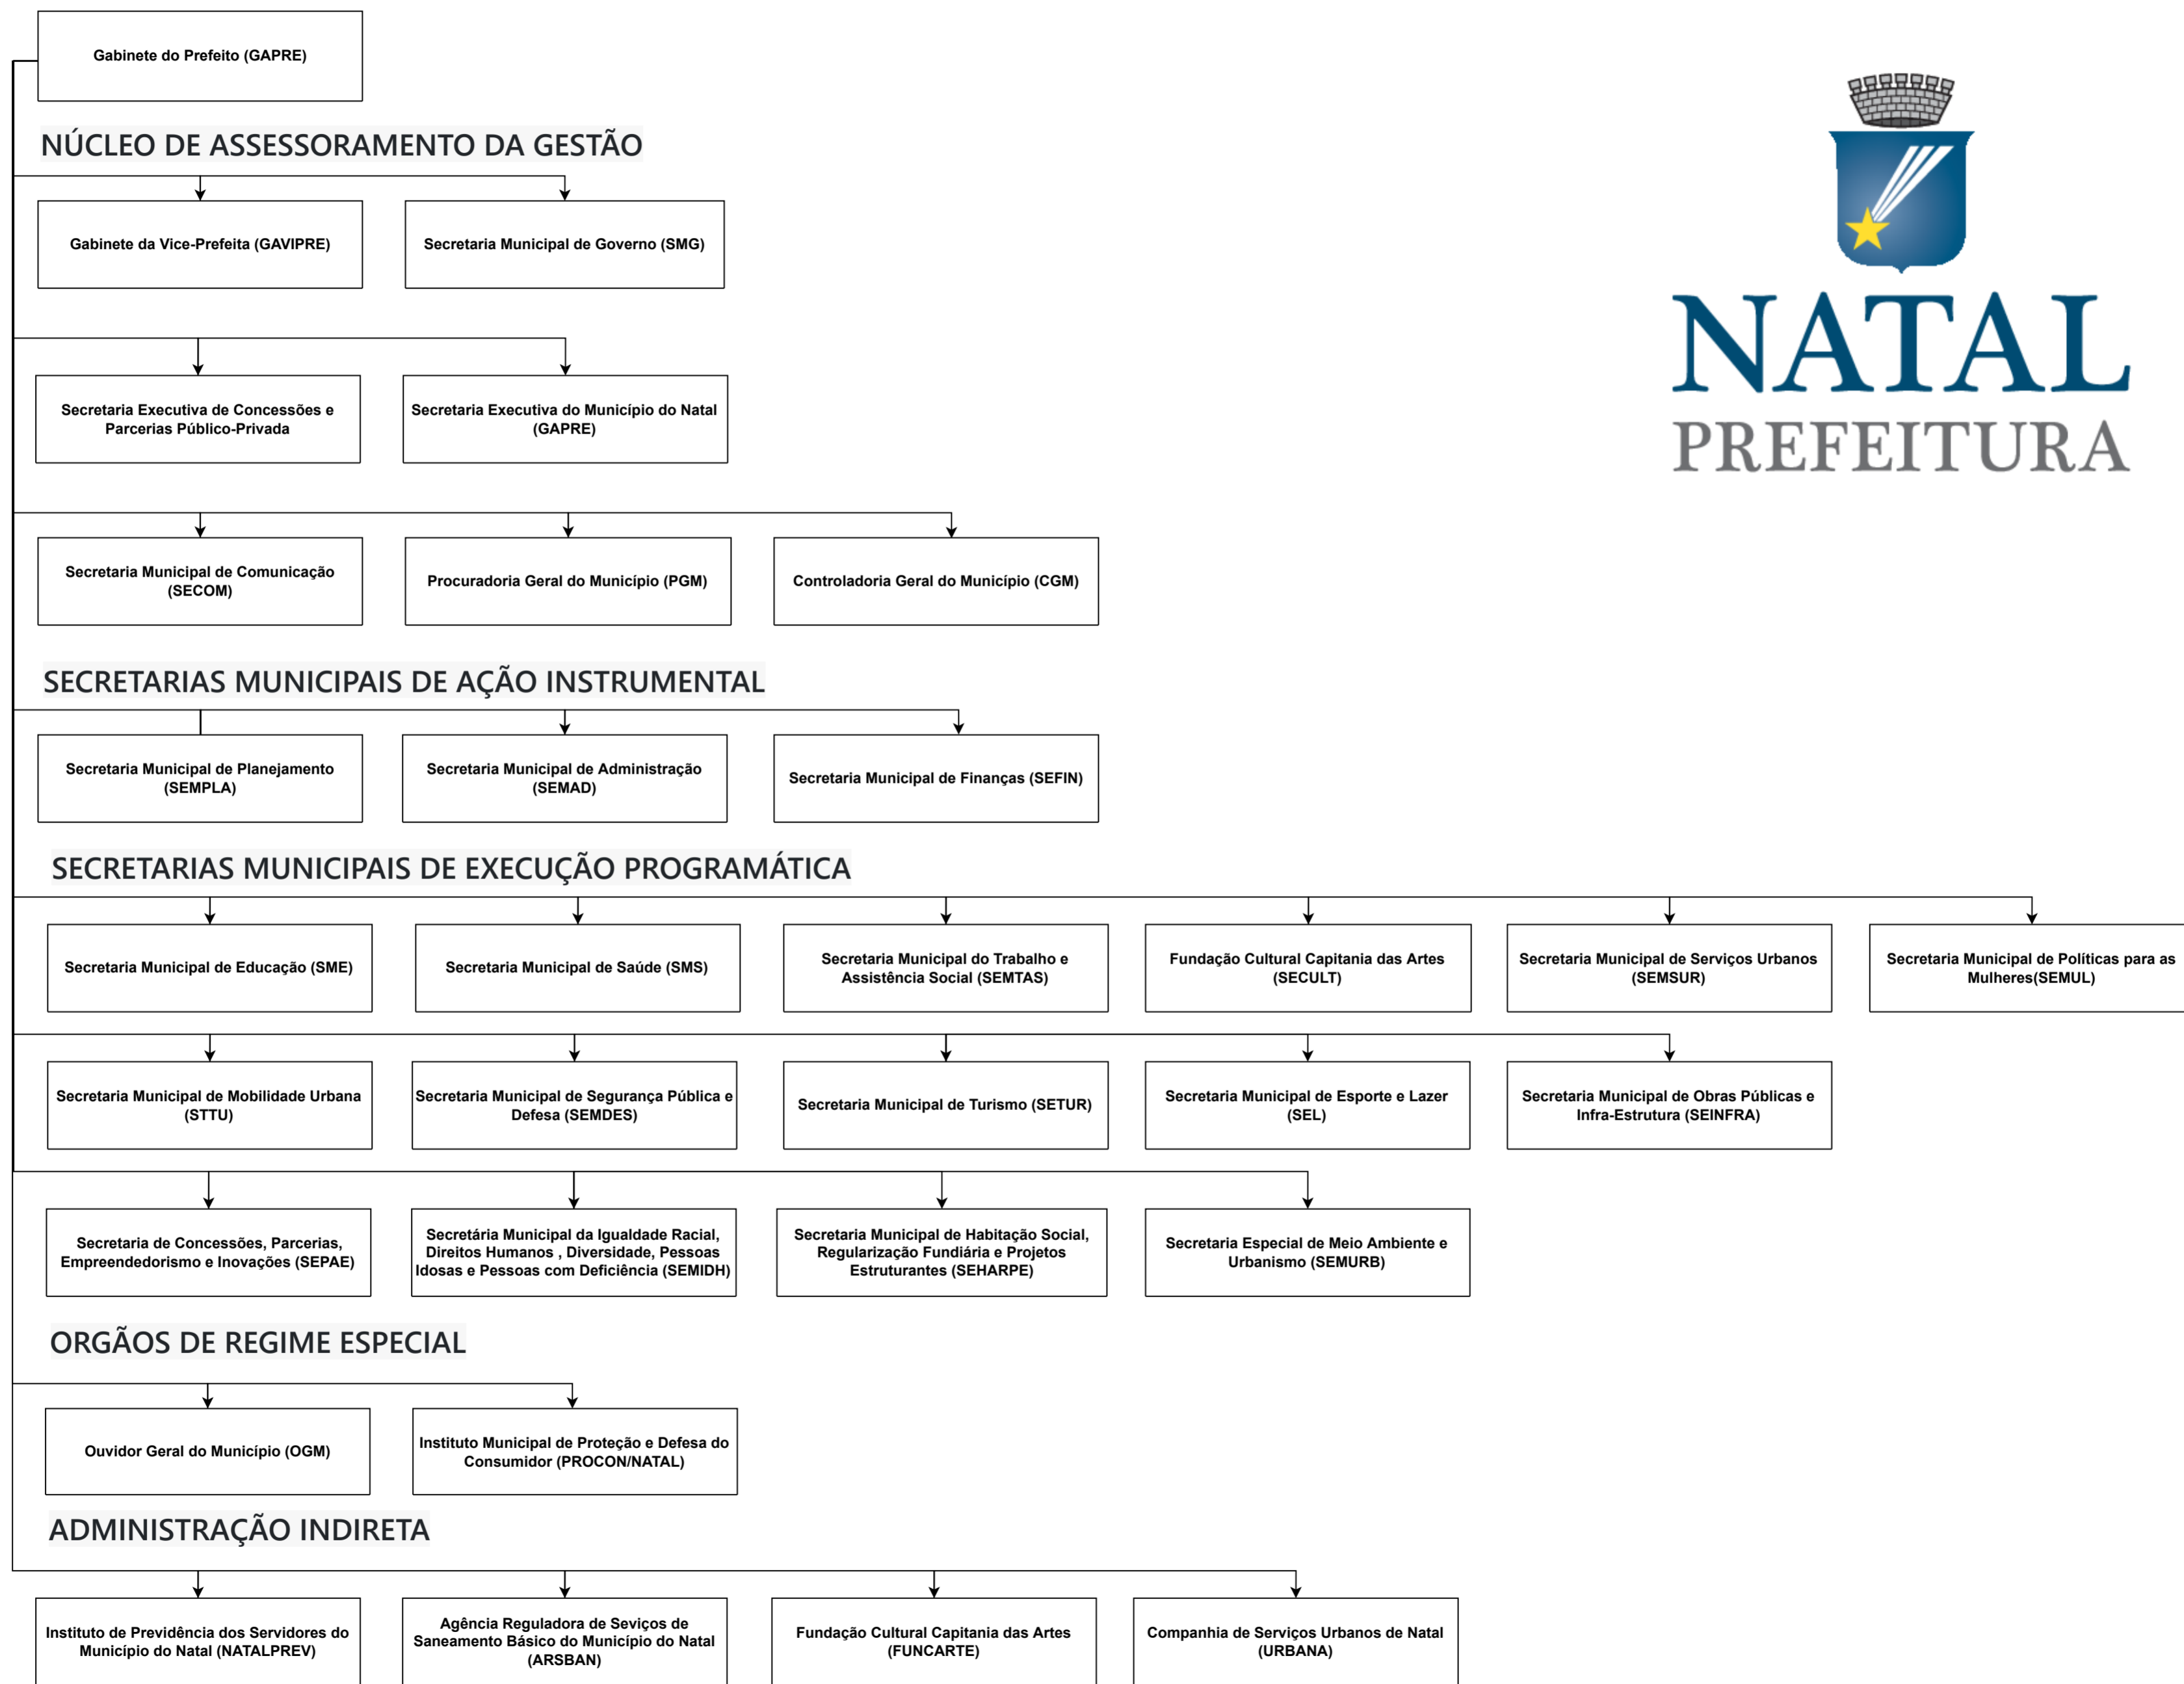 Gabinete do Prefeito (GAPRE)
NATAL
PREFEITURA
NÚCLEO DE ASSESSORAMENTO DA GESTÃO
Gabinete da Vice-Prefeita (GAVIPRE)
Secretaria Municipal de Governo (SMG)
Secretaria Executiva de Concessões e
Parcerias Público-Privada
Secretaria Executiva do Município do Natal
(GAPRE)
Secretaria Municipal de Comunicação
(SECOM)
Procuradoria Geral do Município (PGM)
Controladoria Geral do Município (CGM)
SECRETARIAS MUNICIPAIS DE AÇÃO INSTRUMENTAL
Secretaria Municipal de Planejamento
(SEMPLA)
Secretaria Municipal de Administração
(SEMAD)
Secretaria Municipal de Finanças (SEFIN)
SECRETARIAS MUNICIPAIS DE EXECUÇÃO PROGRAMÁTICA
Secretaria Municipal de Educação (SME)
Secretaria Municipal de Saúde (SMS)
Secretaria Municipal do Trabalho e
Assistência Social (SEMTAS)
Fundação Cultural Capitania das Artes
(SECULT)
Secretaria Municipal de Serviços Urbanos
(SEMSUR)
Secretaria Municipal de Políticas para as
Mulheres(SEMUL)
Secretaria Municipal de Mobilidade Urbana
(STTU)
Secretaria Municipal de Segurança Pública e
Defesa (SEMDES)
Secretaria Municipal de Turismo (SETUR)
Secretaria Municipal de Esporte e Lazer
(SEL)
Secretaria Municipal de Obras Públicas e
Infra-Estrutura (SEINFRA)
Secretaria de Concessões, Parcerias,
Empreendedorismo e Inovações (SEPAE)
Secretária Municipal da Igualdade Racial,
Direitos Humanos , Diversidade, Pessoas
Idosas e Pessoas com Deficiência (SEMIDH)
Secretaria Municipal de Habitação Social,
Regularização Fundiária e Projetos
Estruturantes (SEHARPE)
Secretaria Especial de Meio Ambiente e
Urbanismo (SEMURB)
ORGÃOS DE REGIME ESPECIAL
Ouvidor Geral do Município (OGM)
Instituto Municipal de Proteção e Defesa do
Consumidor (PROCON/NATAL)
ADMINISTRAÇÃO INDIRETA
Instituto de Previdência dos Servidores do
Município do Natal (NATALPREV)
Agência Reguladora de Seviços de
Saneamento Básico do Município do Natal
(ARSBAN)
Fundação Cultural Capitania das Artes
(FUNCARTE)
Companhia de Serviços Urbanos de Natal
(URBANA)